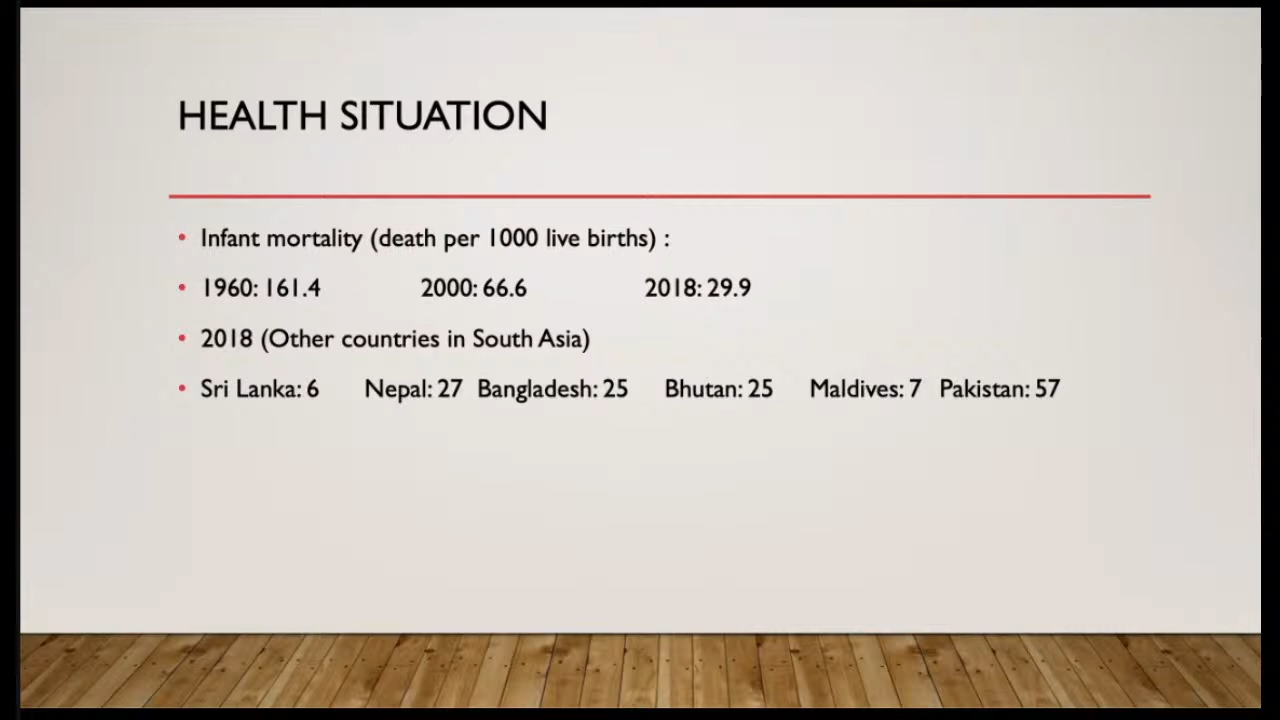 HEALTH SITUATION
• Infant mortality (death per 1000 live births) :
• 1960: 161.4 2000: 66.6 2018: 29.9
• 2018 (Other countries in South Asia)
• Sri Lanka: 6 Nepal: 27 Bangladesh: 25 Bhutan: 25 Maldives: 7 Pakistan: 57